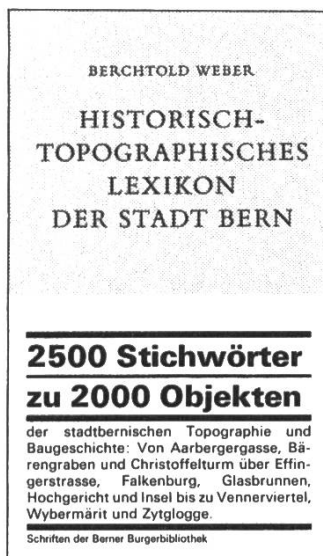 BERCHTOLD WEBER
HISTORISCH-
TOPOGRAPHISCHES
LEXIKON
DER STADT BERN
2500 Stichwörter
zu 2000 Objekten
der stadtbernischen Topographie und
Baugeschichte: Von Aarbergergasse, Bä-
rengraben und Christoffelturm über Effin-
gerstrasse, Falkenburg, Glasbrunnen,
Hochgericht und Insel bis zu Vennerviertel,
Wybermärit und Zytglogge.
Schriften der Berner Burgerbibliothek